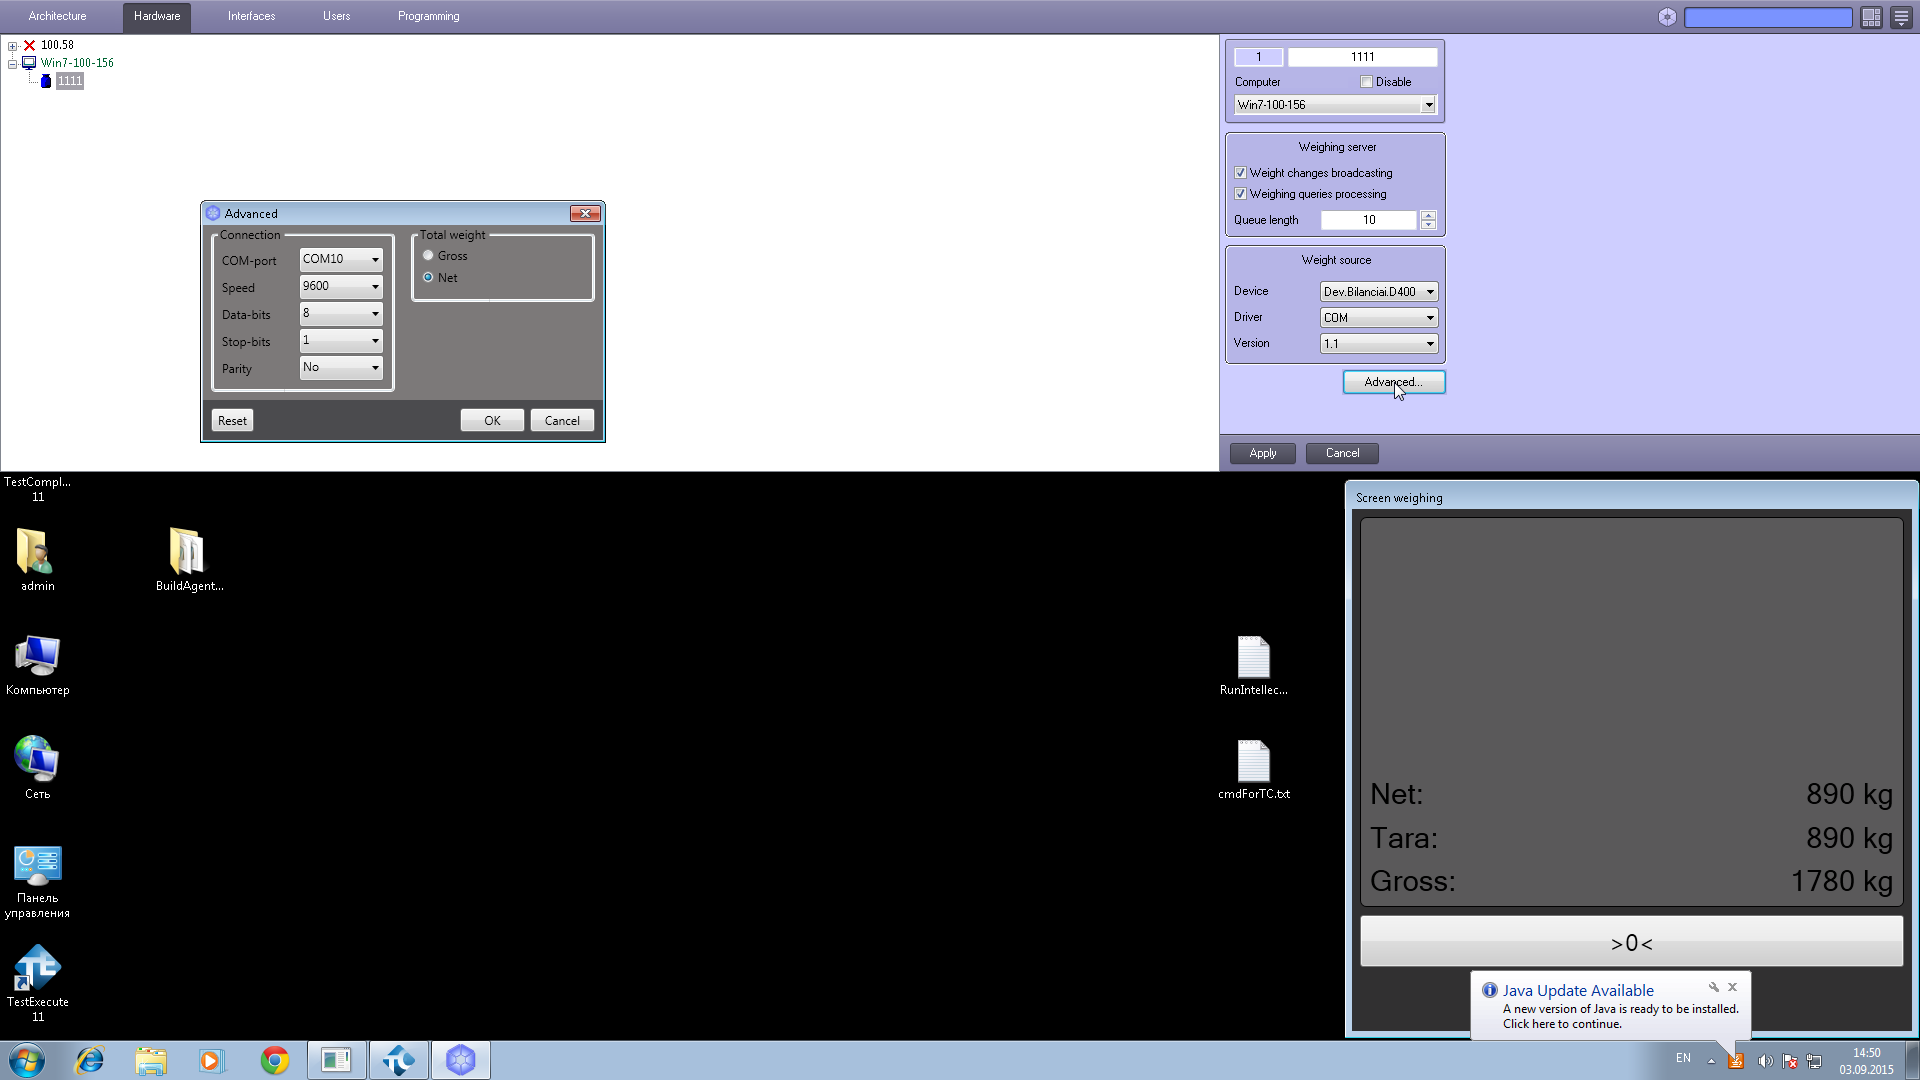 Architecture
Hardware
Interfaces
Users
Programming
100.58
Win7-100-156
1111
1
1111
Computer
Disable
Win7-100-156
Weighing server
Weight changes broadcasting
Weighing queries processing
Queue length
10
Weight source
Device
Dev.Bilanciai.D400
Driver
COM
Version
1.1
Advanced...
Apply
Cancel
Advanced
Connection
COM-port
COM10
Speed
9600
Data-bits
8
Stop-bits
1
Parity
No
Total weight
Gross
Net
Reset
OK
Cancel
TestCompl...
11
admin
BuildAgent...
Компьютер
Сеть
Панель
управления
TestExecute
11
RunIntellec...
cmdForTC.txt
Screen weighing
Net:
890 kg
Tara:
890 kg
Gross:
1780 kg
>0<
Java Update Available
A new version of Java is ready to be installed.
Click here to continue.
EN
14:50
03.09.2015